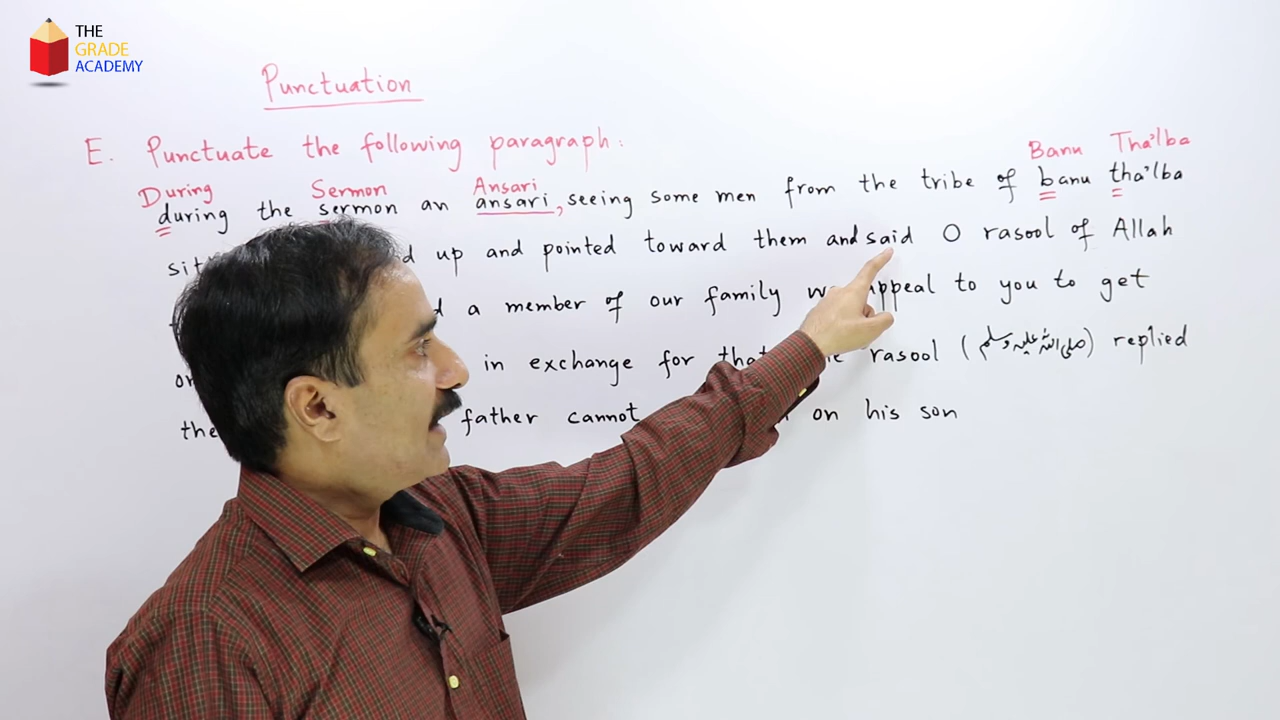 THE
GRADE
ACADEMY
Punctuation
E. Punctuate the following paragraph:
Banu Tha'lba
During Sermon Ansari
during the sermon an ansari, seeing some men from the tribe of banu tha'lba
up and pointed toward them and said O rasool of Allah
a member of our family appeal to you to get
in exchange for that rasool (صلى الله عليه وسلم) replied
father cannot on his son